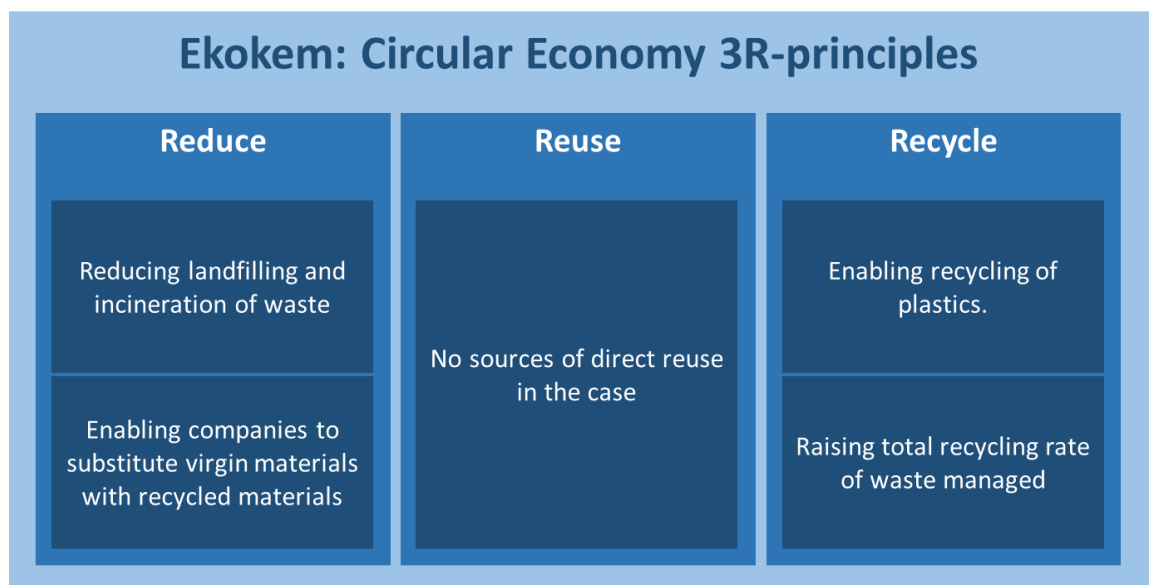 Ekokem: Circular Economy 3R-principles
Reduce
Reducing landfilling and
incineration of waste
Enabling companies to
substitute virgin materials
with recycled materials
Reuse
No sources of direct reuse
in the case
Recycle
Enabling recycling of
plastics.
Raising total recycling rate
of waste managed